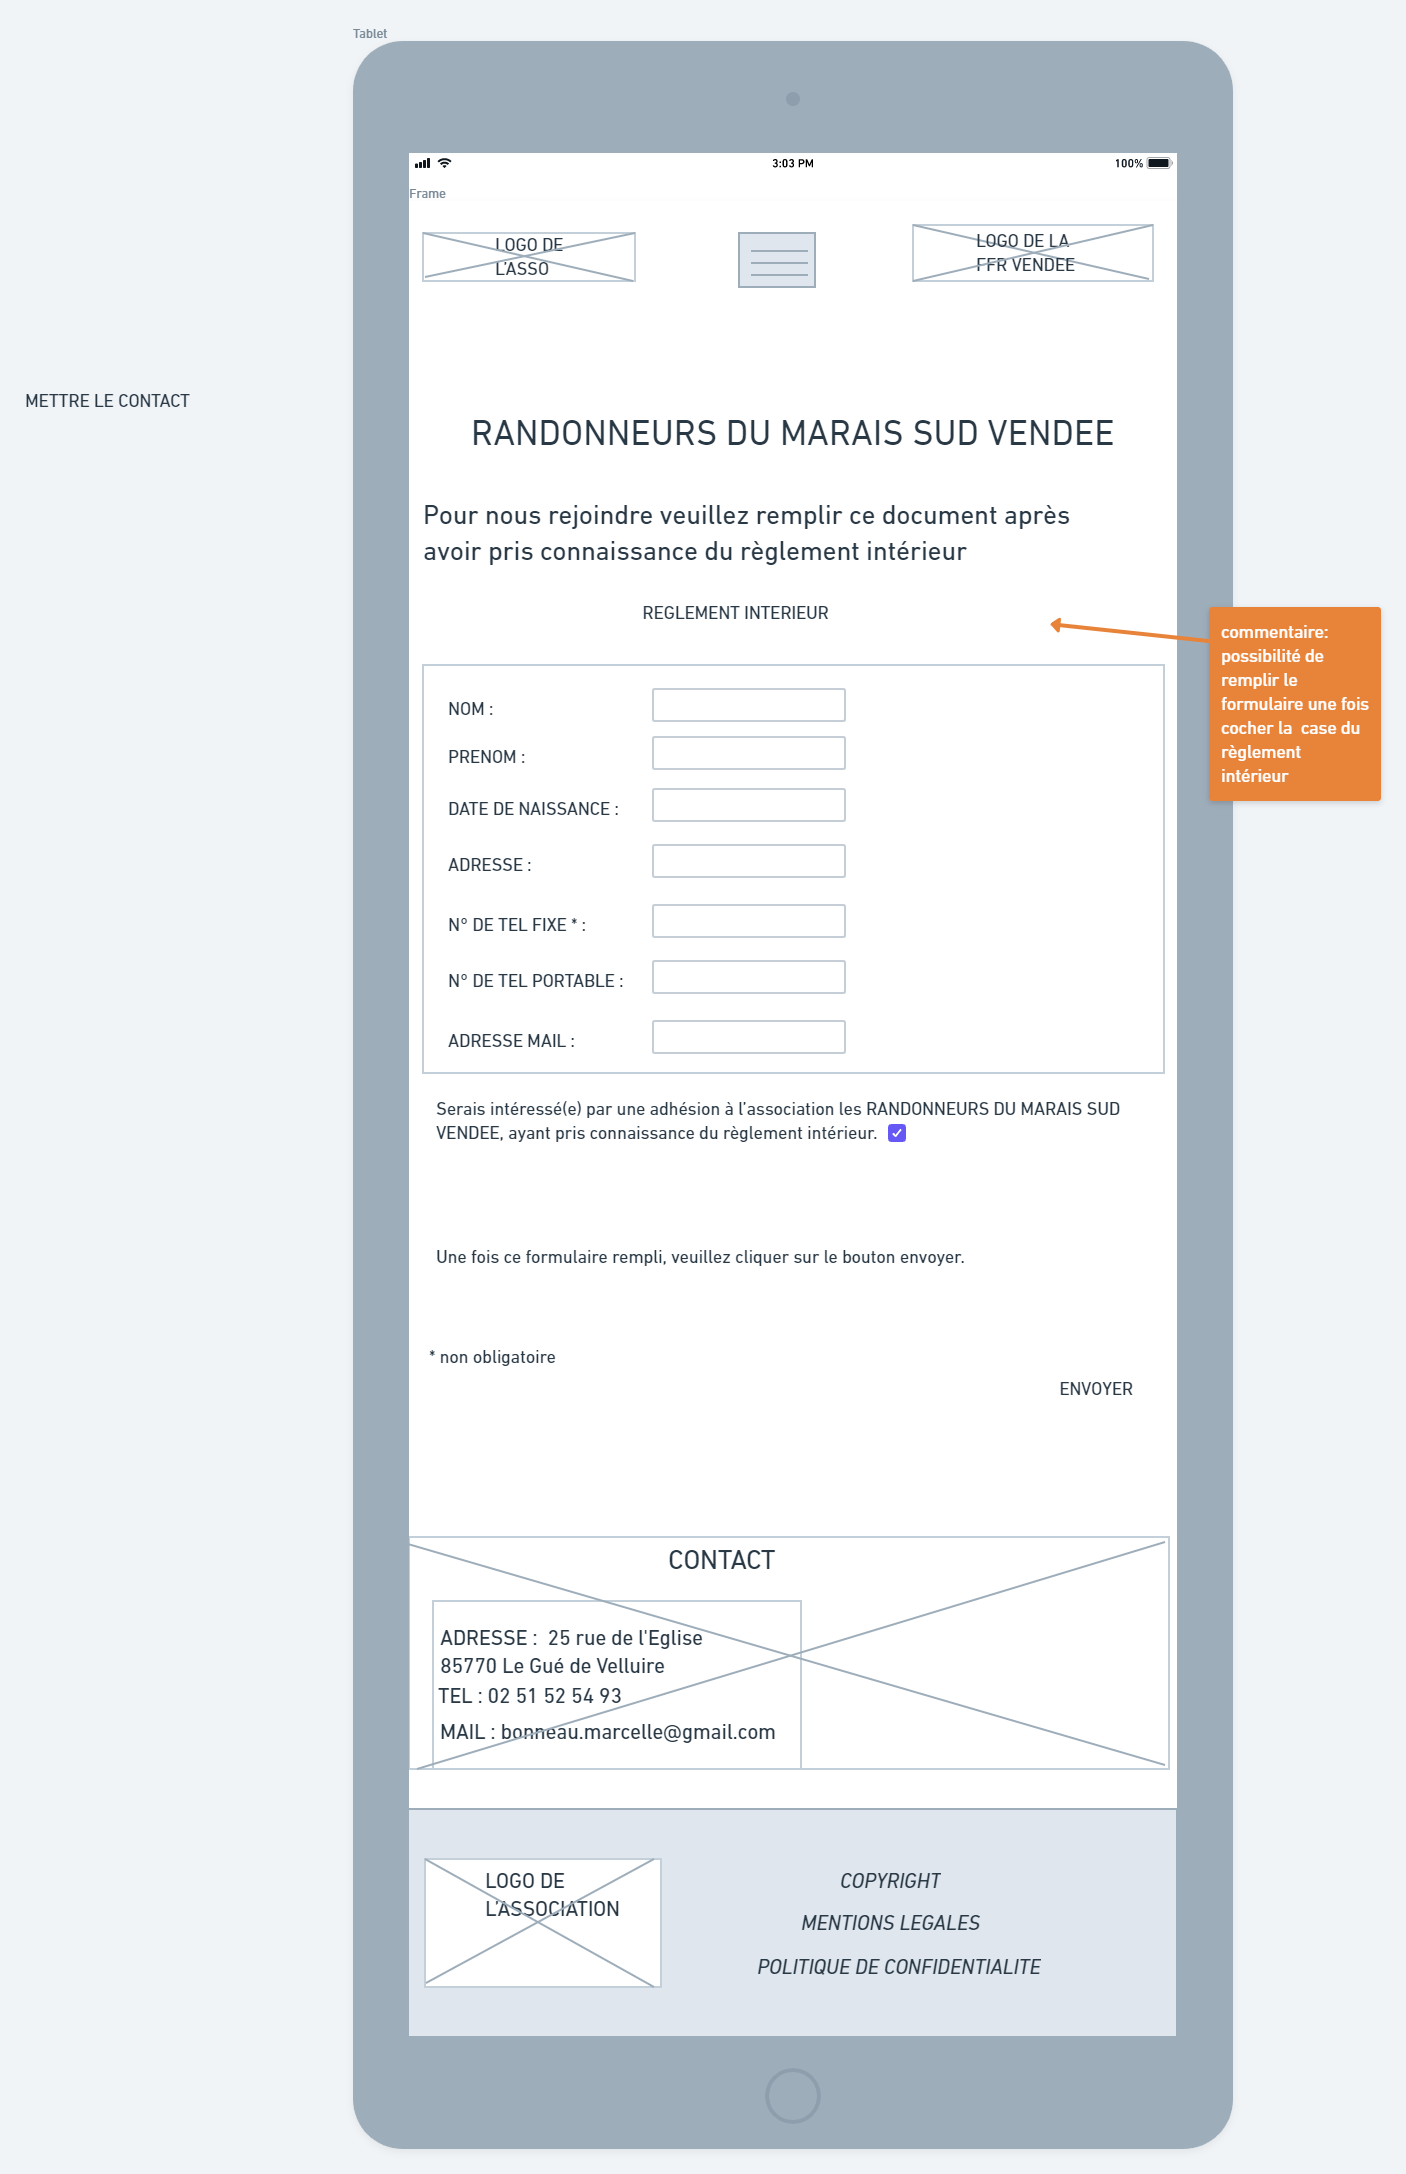 Tablet
3:03 PM
100%
Frame
LOGO DE
L'ASSO
LOGO DE LA
FFR VENDEE
METTRE LE CONTACT
RANDONNEURS DU MARAIS SUD VENDEE
Pour nous rejoindre veuillez remplir ce document après
avoir pris connaissance du règlement intérieur
REGLEMENT INTERIEUR
commentaire:
possibilité de
remplir le
formulaire une fois
cocher la  case du
règlement
intérieur
NOM :
PRENOM :
DATE DE NAISSANCE :
ADRESSE :
N° DE TEL FIXE * :
N° DE TEL PORTABLE :
ADRESSE MAIL :
Serais intéressé(e) par une adhésion à l'association les RANDONNEURS DU MARAIS SUD
VENDEE, ayant pris connaissance du règlement intérieur.
Une fois ce formulaire rempli, veuillez cliquer sur le bouton envoyer.
* non obligatoire
ENVOYER
CONTACT
ADRESSE :  25 rue de l'Eglise
85770 Le Gué de Velluire
TEL : 02 51 52 54 93
MAIL : bonneau.marcelle@gmail.com
LOGO DE
L'ASSOCIATION
COPYRIGHT
MENTIONS LEGALES
POLITIQUE DE CONFIDENTIALITE